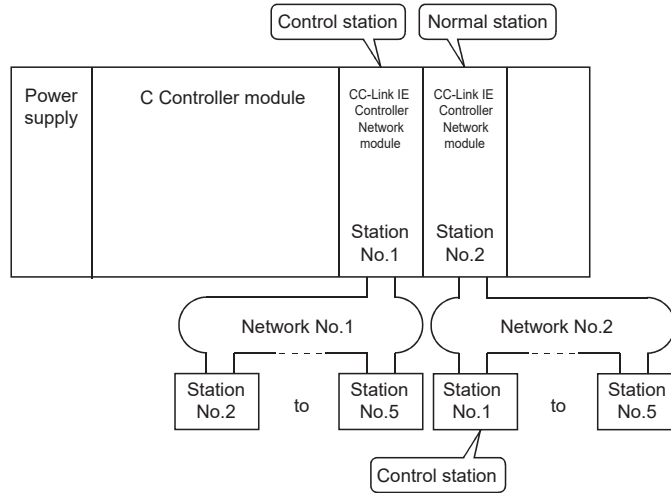 Control station
Normal station
Power
supply
C Controller module
CC-Link IE
Controller
Network
module
Station
No.1
CC-Link IE
Controller
Network
module
Station
No.2
Network No.1
Network No.2
Station
No.2
to
Station
No.5
Station
No.1
to
Station
No.5
Control station